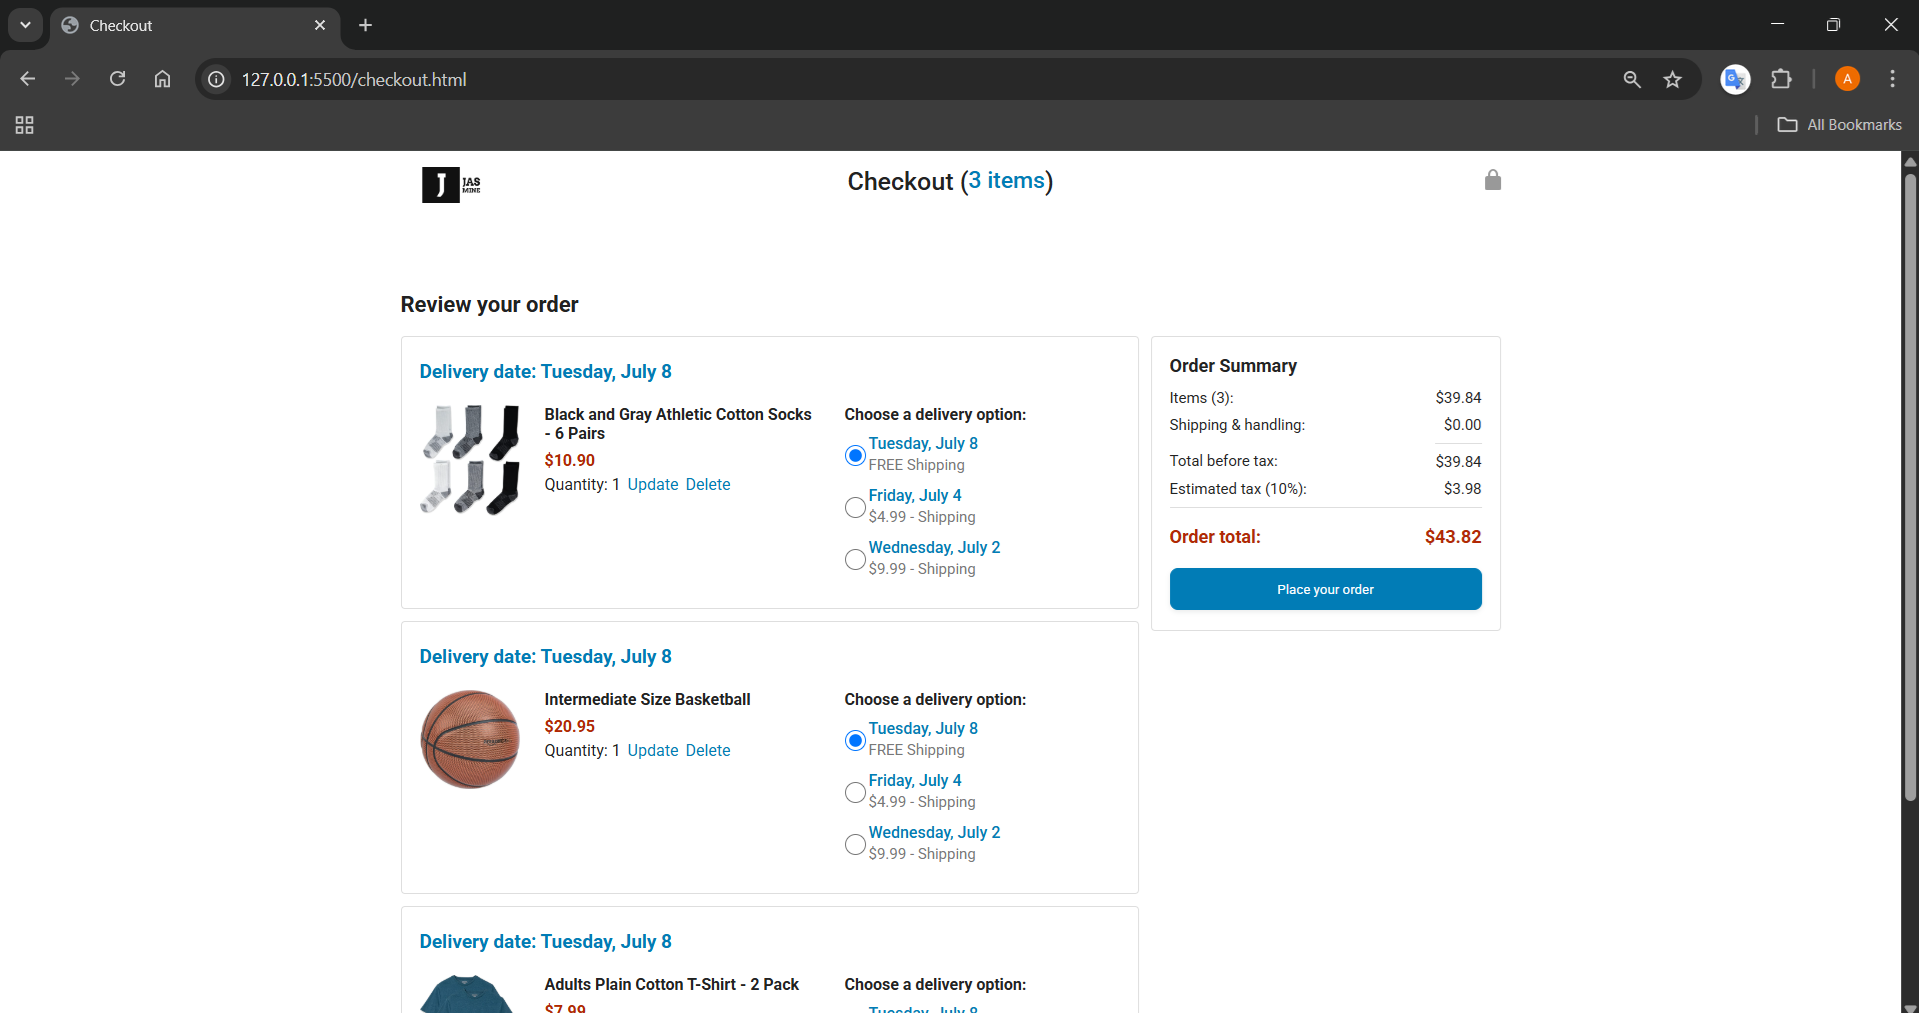 Checkout
127.0.0.1:5500/checkout.html
A
All Bookmarks
J JAS
MINE
Checkout (3 items)
Review your order
Delivery date: Tuesday, July 8
Black and Gray Athletic Cotton Socks
- 6 Pairs
$10.90
Quantity: 1 Update Delete
Choose a delivery option:
Tuesday, July 8
FREE Shipping
Friday, July 4
$4.99 - Shipping
Wednesday, July 2
$9.99 - Shipping
Order Summary
Items (3): $39.84
Shipping & handling: $0.00
Total before tax: $39.84
Estimated tax (10%): $3.98
Order total: $43.82
Place your order
Delivery date: Tuesday, July 8
Intermediate Size Basketball
$20.95
Quantity: 1 Update Delete
Choose a delivery option:
Tuesday, July 8
FREE Shipping
Friday, July 4
$4.99 - Shipping
Wednesday, July 2
$9.99 - Shipping
Delivery date: Tuesday, July 8
Adults Plain Cotton T-Shirt - 2 Pack
$7.99
Choose a delivery option:
Tuesday, July 8